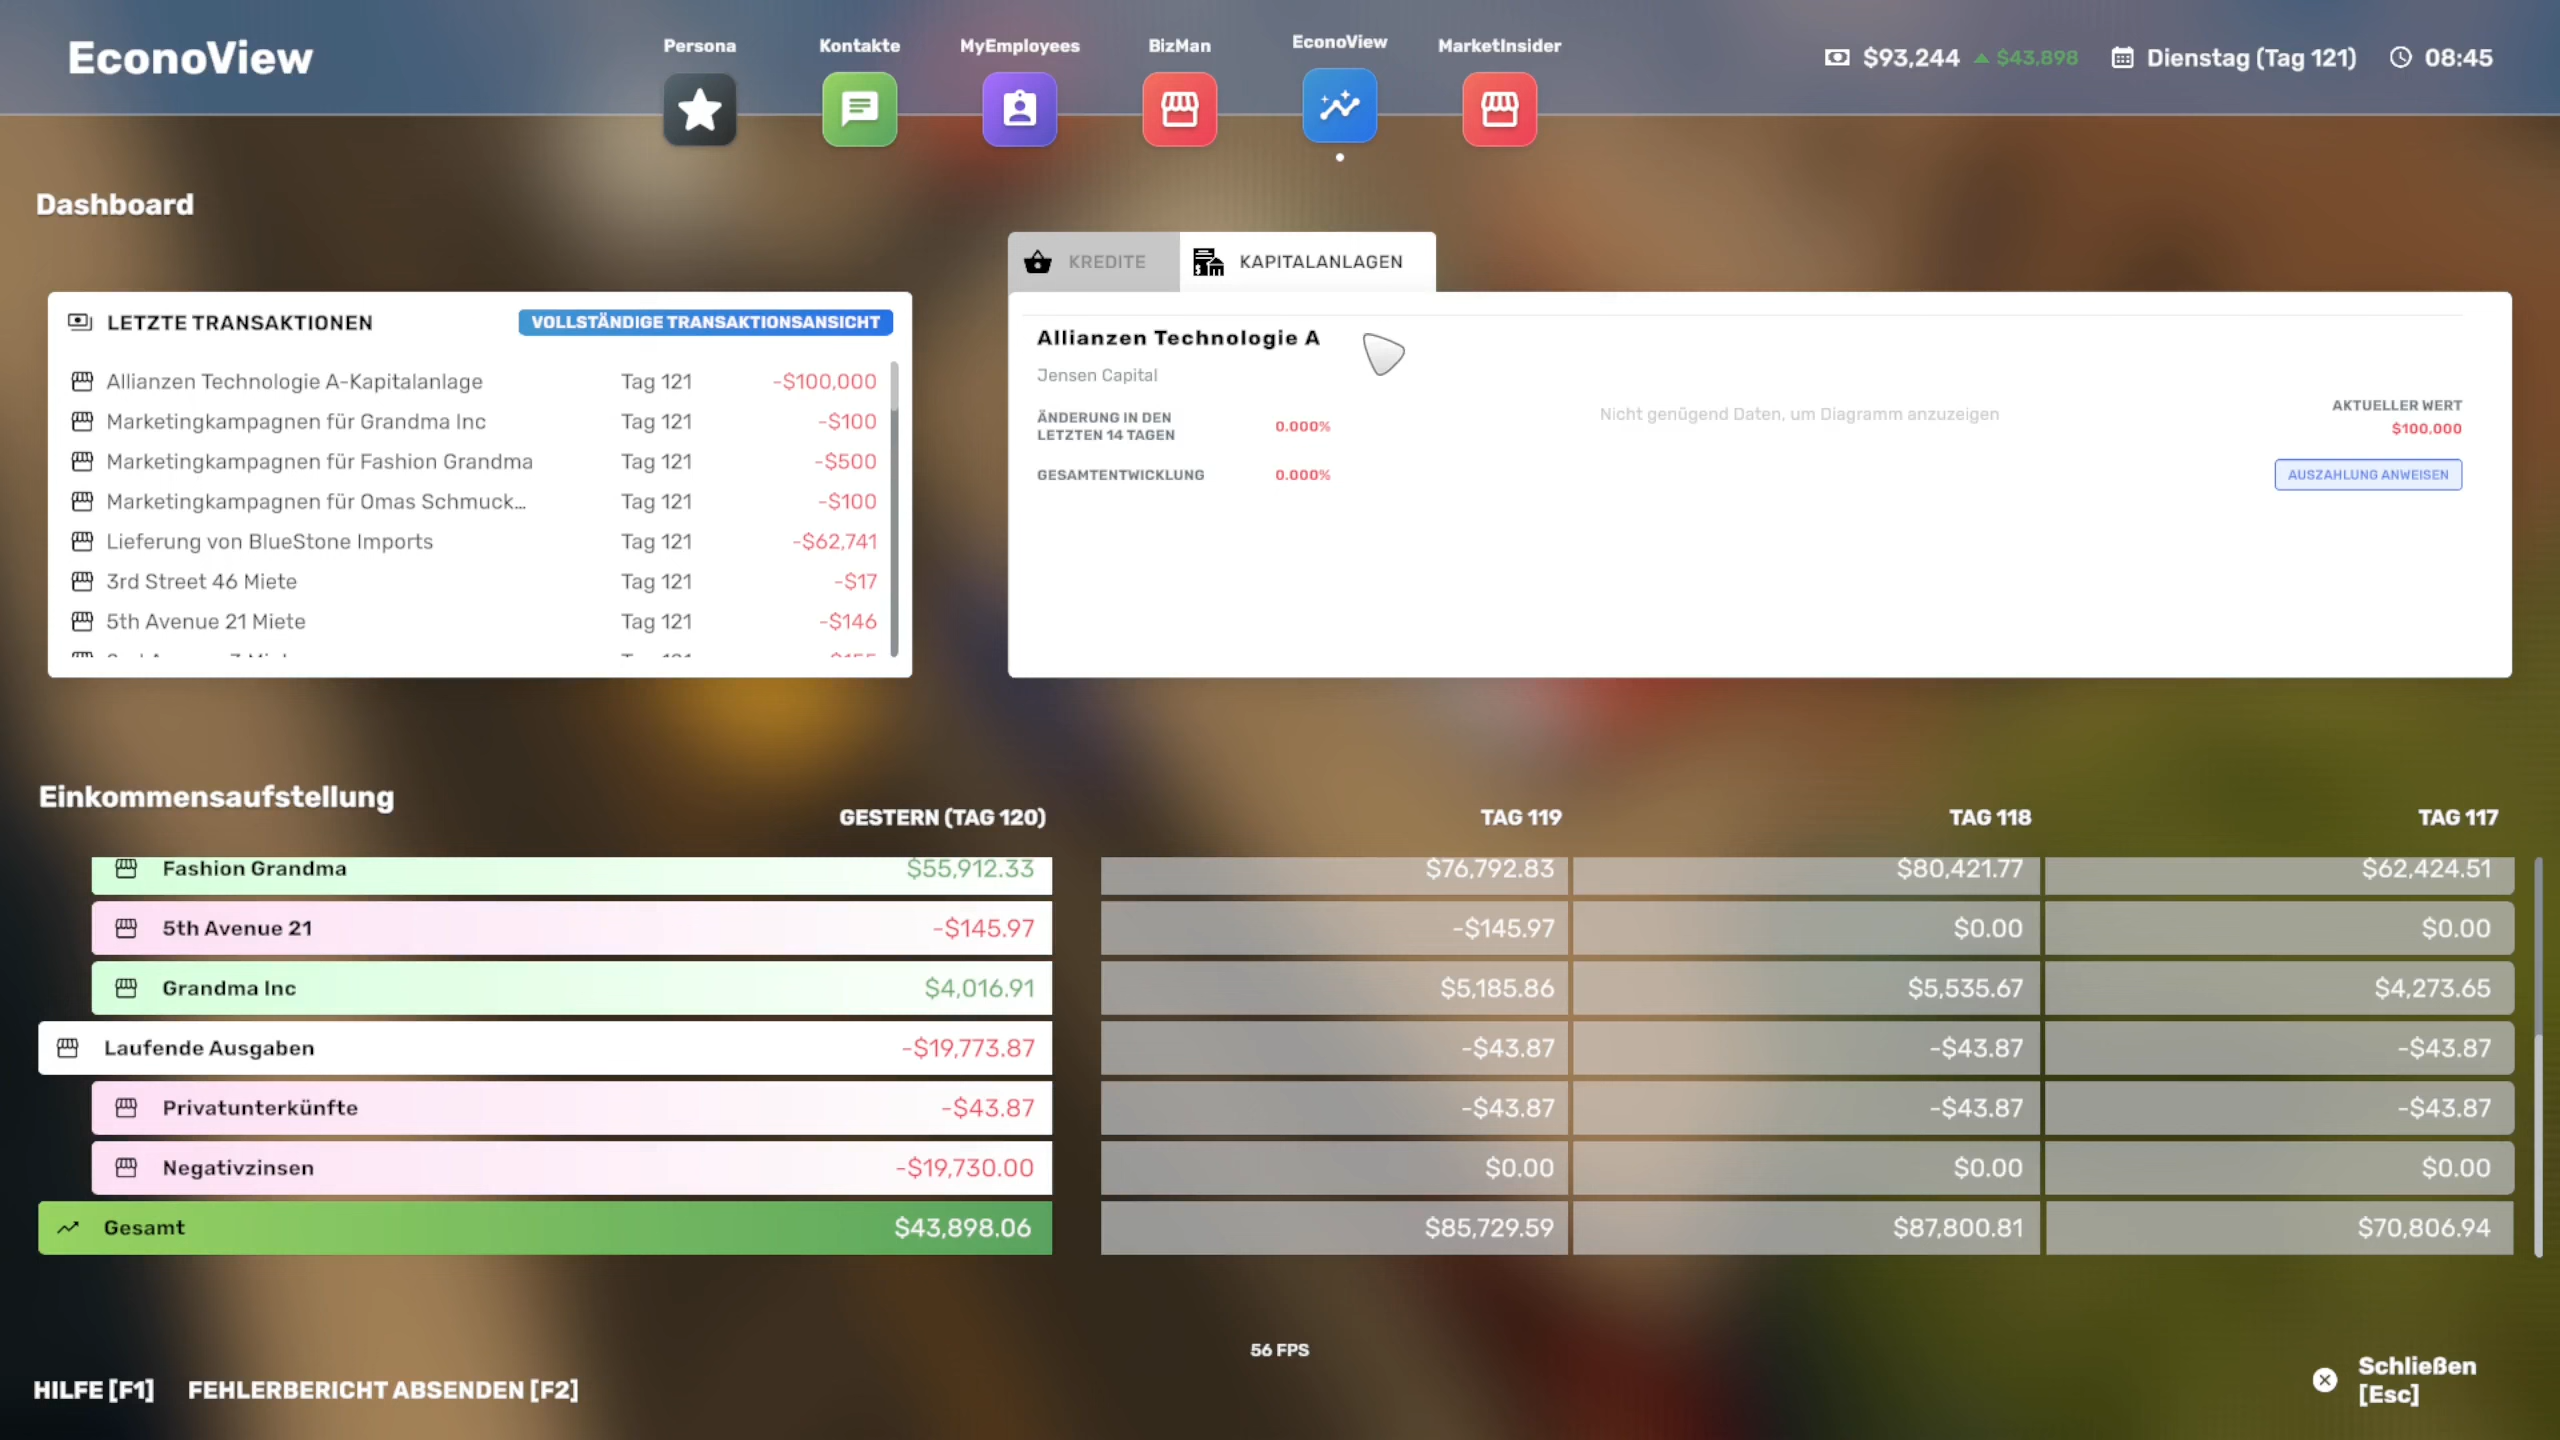 EconoView
Persona
Kontakte
MyEmployees
BizMan
EconoView
MarketInsider
$93,244 $43,898 Dienstag (Tag 121) 08:45
Dashboard
KREDITE KAPITALANLAGEN
LETZTE TRANSAKTIONEN VOLLSTÄNDIGE TRANSAKTIONSANSICHT
Allianzen Technologie A-Kapitalanlage Tag 121 -$100,000
Marketingkampagnen für Grandma Inc Tag 121 -$100
Marketingkampagnen für Fashion Grandma Tag 121 -$500
Marketingkampagnen für Omas Schmuck... Tag 121 -$100
Lieferung von BlueStone Imports Tag 121 -$62,741
3rd Street 46 Miete Tag 121 -$17
5th Avenue 21 Miete Tag 121 -$146
Allianzen Technologie A
Jensen Capital
ÄNDERUNG IN DEN
LETZTEN 14 TAGEN 0.000%
GESAMTENTWICKLUNG 0.000%
Nicht genügend Daten, um Diagramm anzuzeigen
AKTUELLER WERT
$100.000
AUSZAHLUNG ANWEISEN
Einkommensaufstellung
GESTERN (TAG 120) TAG 119 TAG 118 TAG 117
Fashion Grandma $55,912.33 $76,792.83 $80,421.77 $62,424.51
5th Avenue 21 -$145.97 -$145.97 $0.00 $0.00
Grandma Inc $4,016.91 $5,185.86 $5,535.67 $4,273.65
Laufende Ausgaben -$19,773.87 -$43.87 -$43.87 -$43.87
Privatunterkünfte -$43.87 -$43.87 -$43.87 -$43.87
Negativzinsen -$19,730.00 $0.00 $0.00 $0.00
Gesamt $43,898.06 $85,729.59 $87,800.81 $70,806.94
56 FPS
HILFE [F1] FEHLERBERICHT ABSENDEN [F2]
Schließen
[Esc]